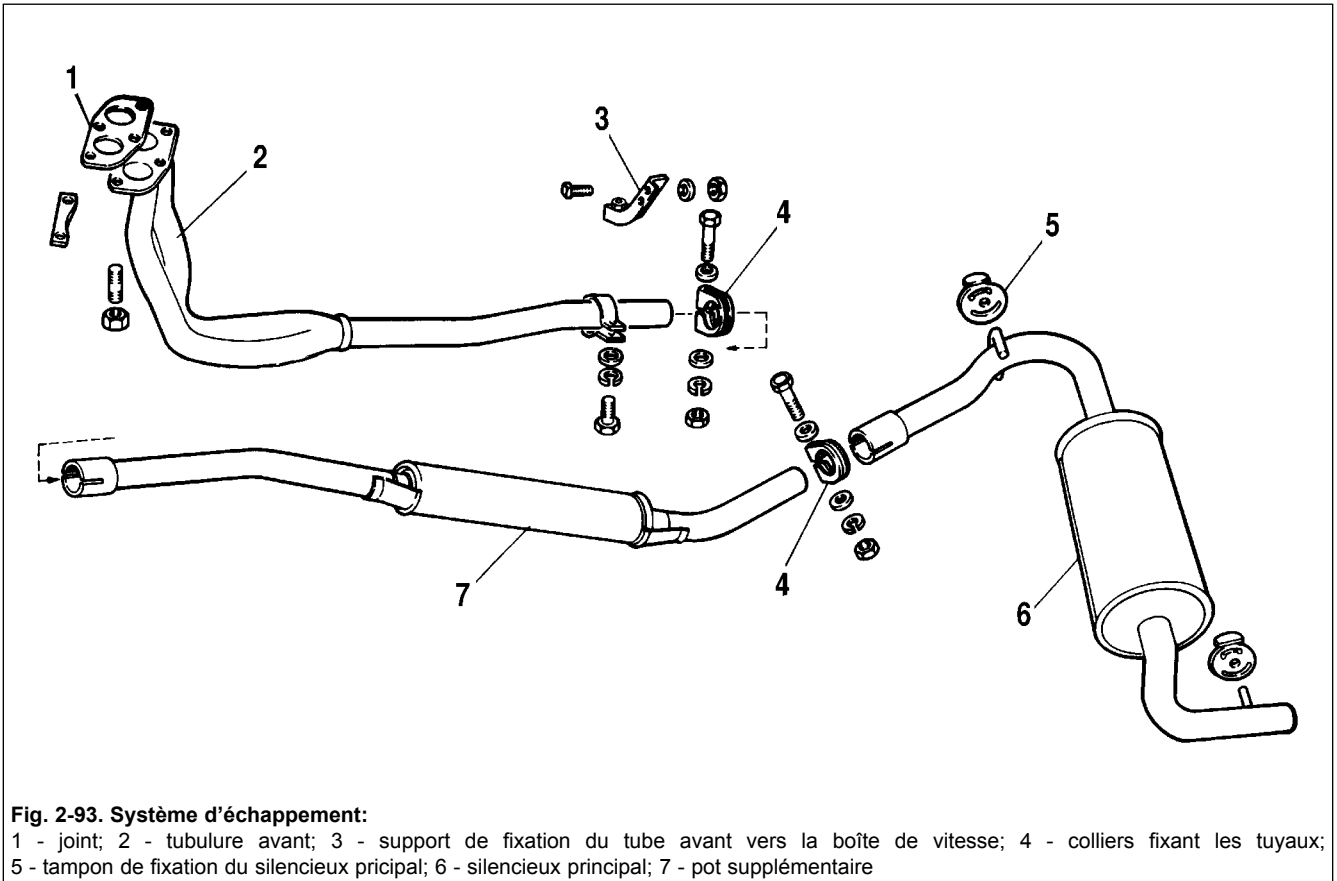 1
2
3
4
5
4
7
6
Fig. 2-93. Système d'échappement:
1 - joint; 2 - tubulure avant; 3 - support de fixation du tube avant vers la boîte de vitesse; 4 - colliers fixant les tuyaux;
5 - tampon de fixation du silencieux pricipal; 6 - silencieux principal; 7 - pot supplémentaire